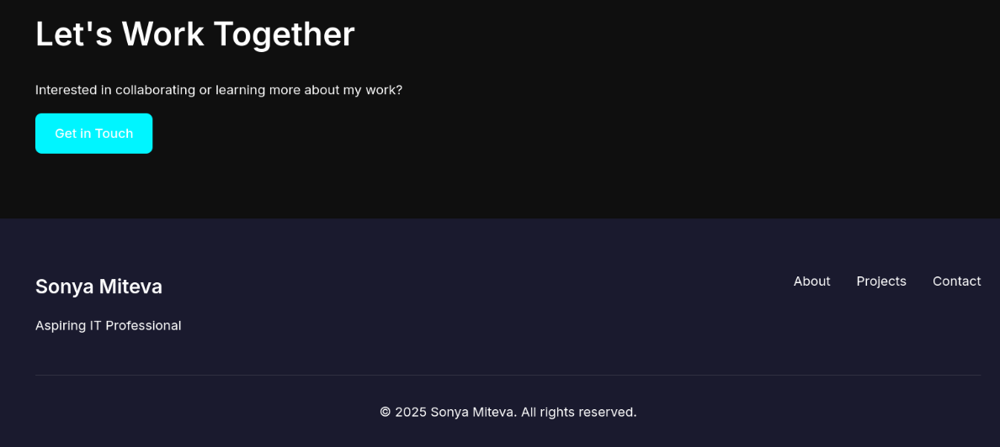 Let's Work Together
Interested in collaborating or learning more about my work?
Get in Touch
Sonya Miteva
About Projects Contact
Aspiring IT Professional
© 2025 Sonya Miteva. All rights reserved.